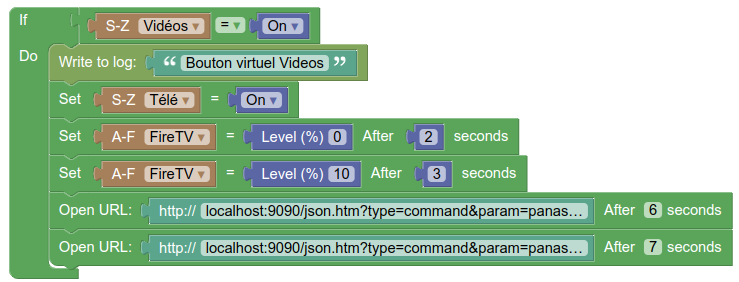 If S-Z Vidéos ▾ = ▾ On ▾
Do Write to log: “ Bouton virtuel Videos ”
Set S-Z Télé ▾ = On ▾
Set A-F FireTV ▾ = Level (%) 0 After 2 seconds
Set A-F FireTV ▾ = Level (%) 10 After 3 seconds
Open URL: http:// localhost:9090/json.htm?type=command&param=panas... After 6 seconds
Open URL: http:// localhost:9090/json.htm?type=command&param=panas... After 7 seconds